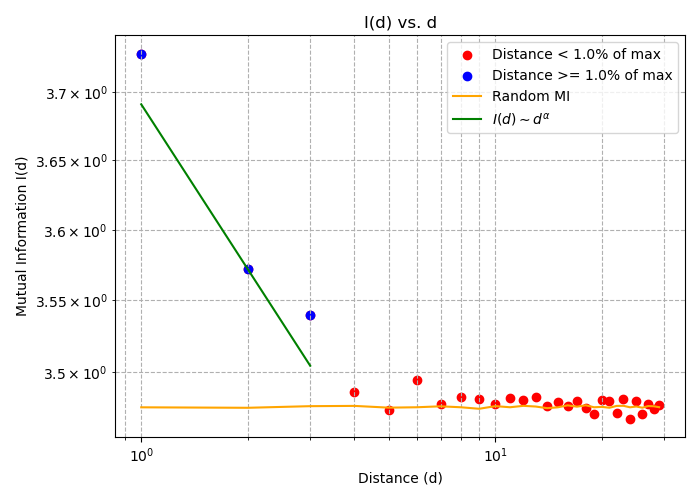 I(d) vs. d
Distance < 1.0% of max
Distance >= 1.0% of max
Random MI
I(d) ~ d^α
3.7 × 10⁰
3.65 × 10⁰
3.6 × 10⁰
3.55 × 10⁰
3.5 × 10⁰
Mutual Information I(d)
10⁰
10¹
Distance (d)